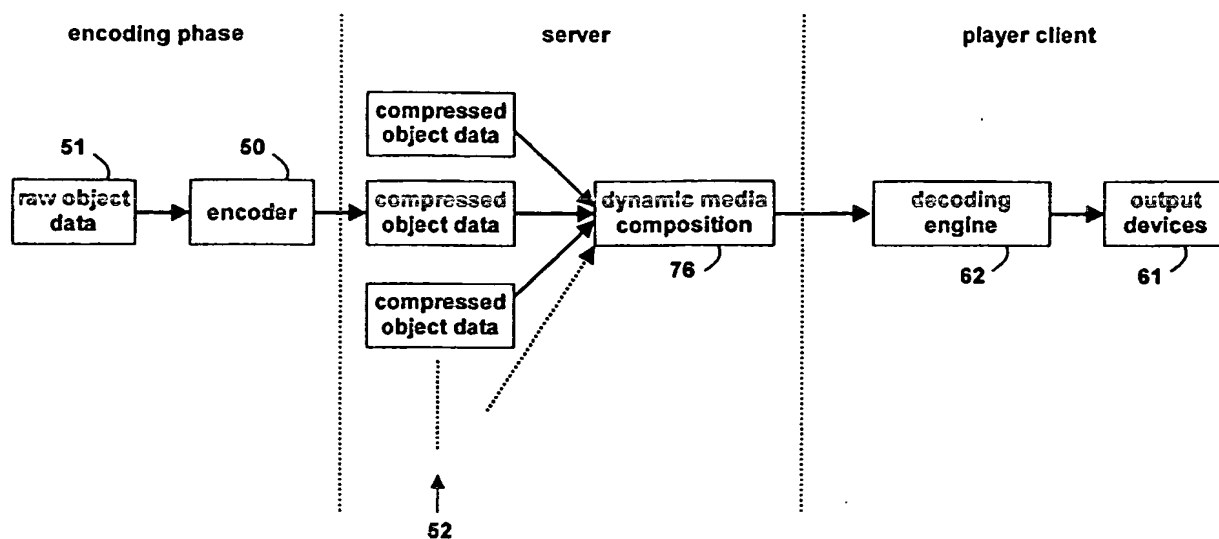 encoding phase
server
player client
51
raw object
data
50
encoder
compressed
object data
compressed
object data
compressed
object data
52
dynamic media
composition
76
decoding
engine
62
output
devices
61